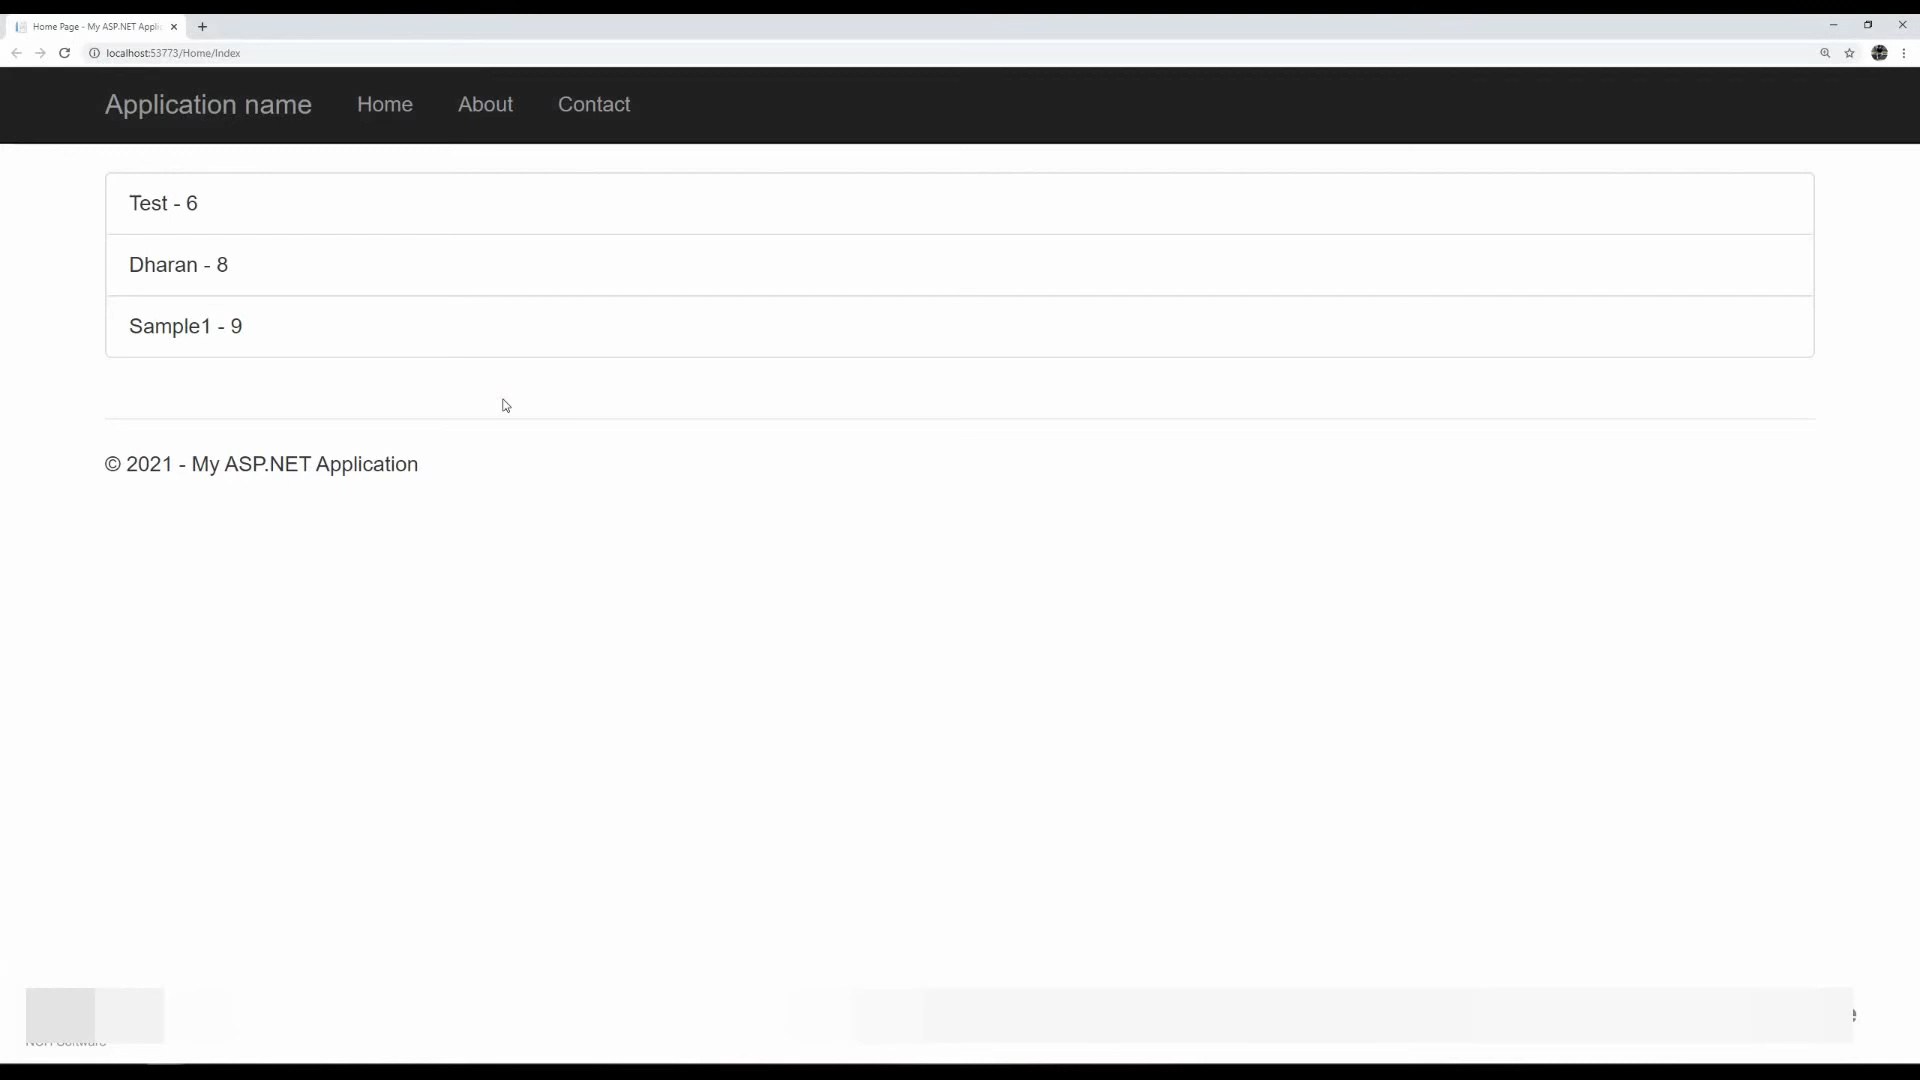 Home Page - My ASP.NET Applic
localhost:53773/Home/Index
Application name
Home
About
Contact
Test - 6
Dharan - 8
Sample1 - 9
© 2021 - My ASP.NET Application